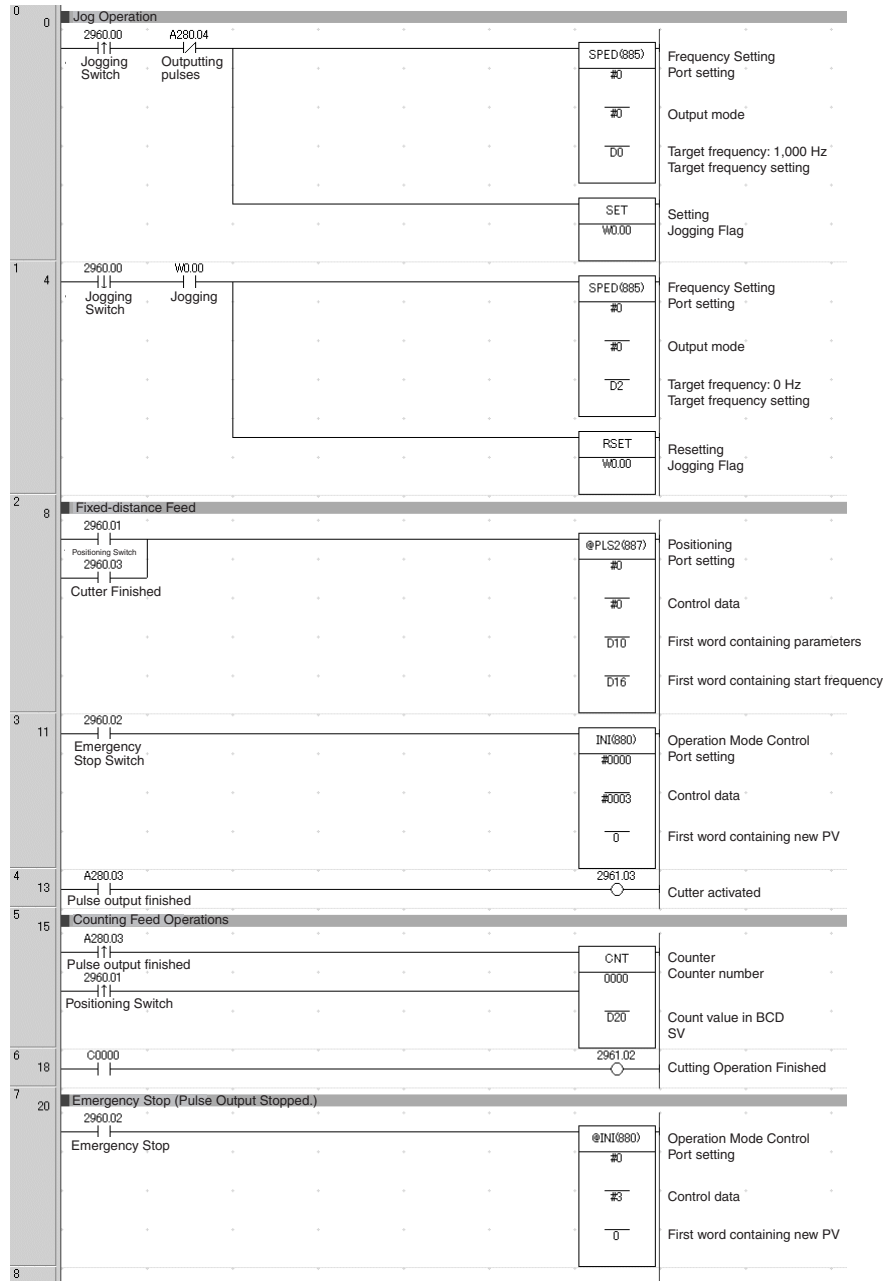 0 0 Jog Operation
2960.00 A280.04
Jogging Switch Outputting pulses
SPED(885) Frequency Setting
#0 Port setting
#0 Output mode
D0 Target frequency: 1,000 Hz
Target frequency setting
SET Setting
W0.00 Jogging Flag
1 4
2960.00 W0.00
Jogging Switch Jogging
SPED(885) Frequency Setting
#0 Port setting
#0 Output mode
D2 Target frequency: 0 Hz
Target frequency setting
RSET Resetting
W0.00 Jogging Flag
2 8 Fixed-distance Feed
2960.01
Positioning Switch
2960.03
Cutter Finished
@PLS2(887) Positioning
#0 Port setting
#0 Control data
D10 First word containing parameters
D16 First word containing start frequency
3 11
2960.02
Emergency Stop Switch
INI(880) Operation Mode Control
#0000 Port setting
#0003 Control data
0 First word containing new PV
4 13
A280.03 2961.03
Pulse output finished Cutter activated
5 15 Counting Feed Operations
A280.03
Pulse output finished
2960.01
Positioning Switch
CNT Counter
0000 Counter number
D20 Count value in BCD
SV
6 18
C0000 2961.02
Cutting Operation Finished
7 20 Emergency Stop (Pulse Output Stopped.)
2960.02
Emergency Stop
@INI(880) Operation Mode Control
#0 Port setting
#3 Control data
0 First word containing new PV
8